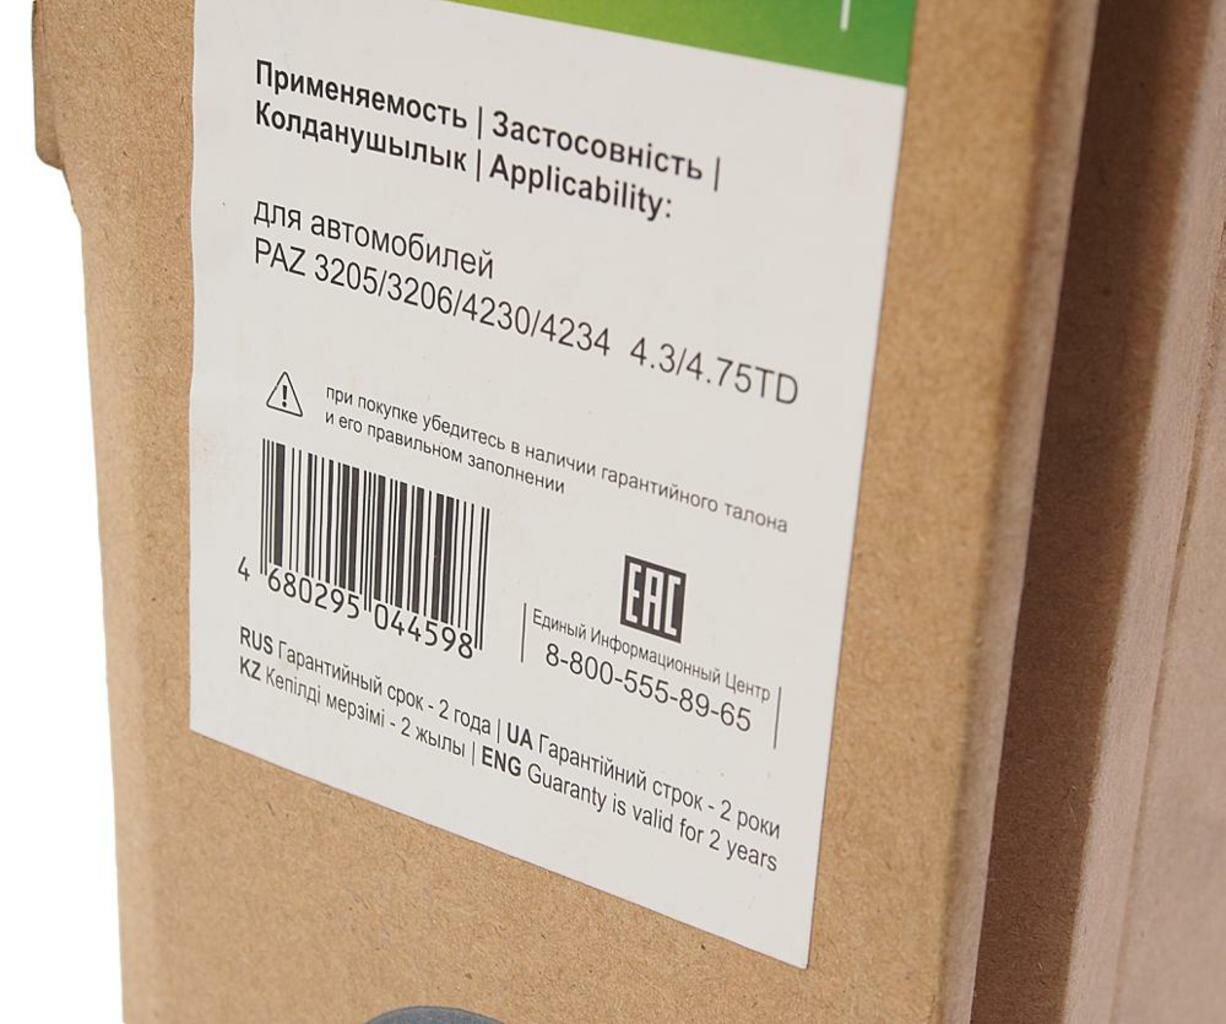 Применяемость | Застосовність |
Колданушылык | Applicability:
для автомобилей
PAZ 3205/3206/4230/4234 4.3/4.75TD
при покупке убедитесь в наличии гарантийного талона
и его правильном заполнении
4 680295 044598
EAC
Единый Информационный Центр
8-800-555-89-65
RUS Гарантийный срок - 2 года | UA Гарантійний строк - 2 роки
KZ Кепілді мерзімі - 2 жылы | ENG Guaranty is valid for 2 years